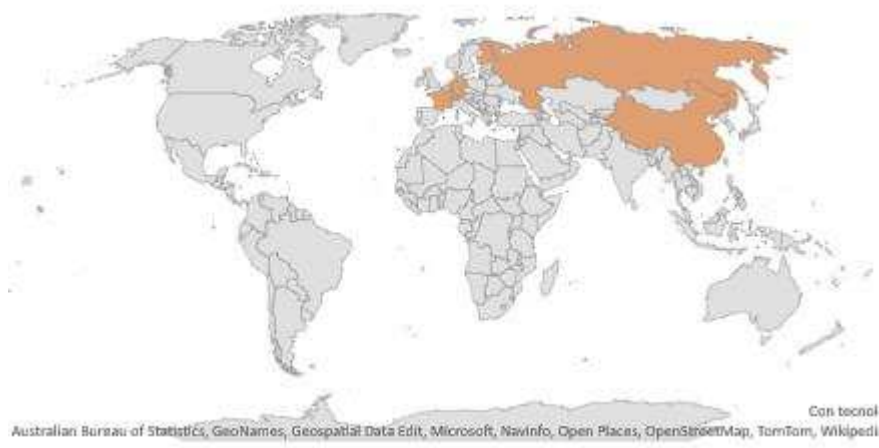 Con tecnol
Australian Bureau of Statistics, GeoNames, Geospatial Data Edit, Microsoft, Navinfo, Open Places, OpenStreetMap, TomTom, Wikipedi